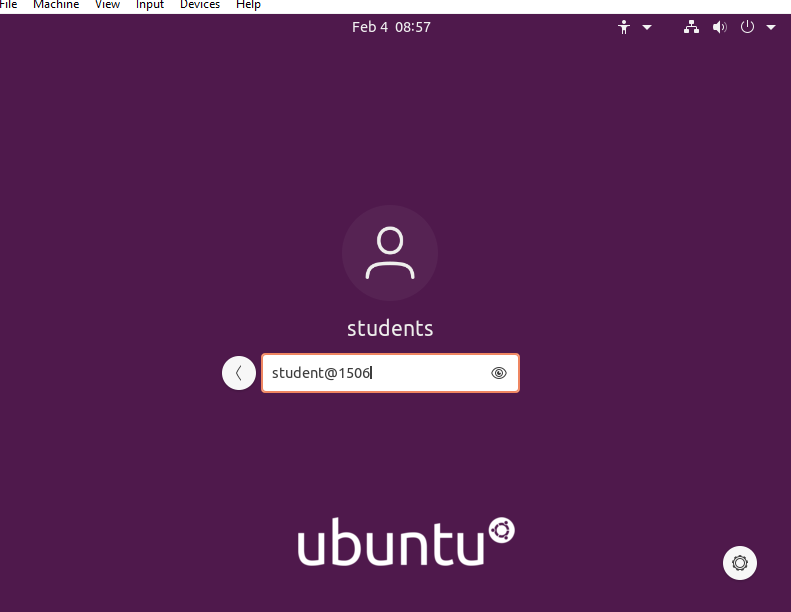 File Machine View Input Devices Help
Feb 4 08:57
students
student@1506
ubuntu